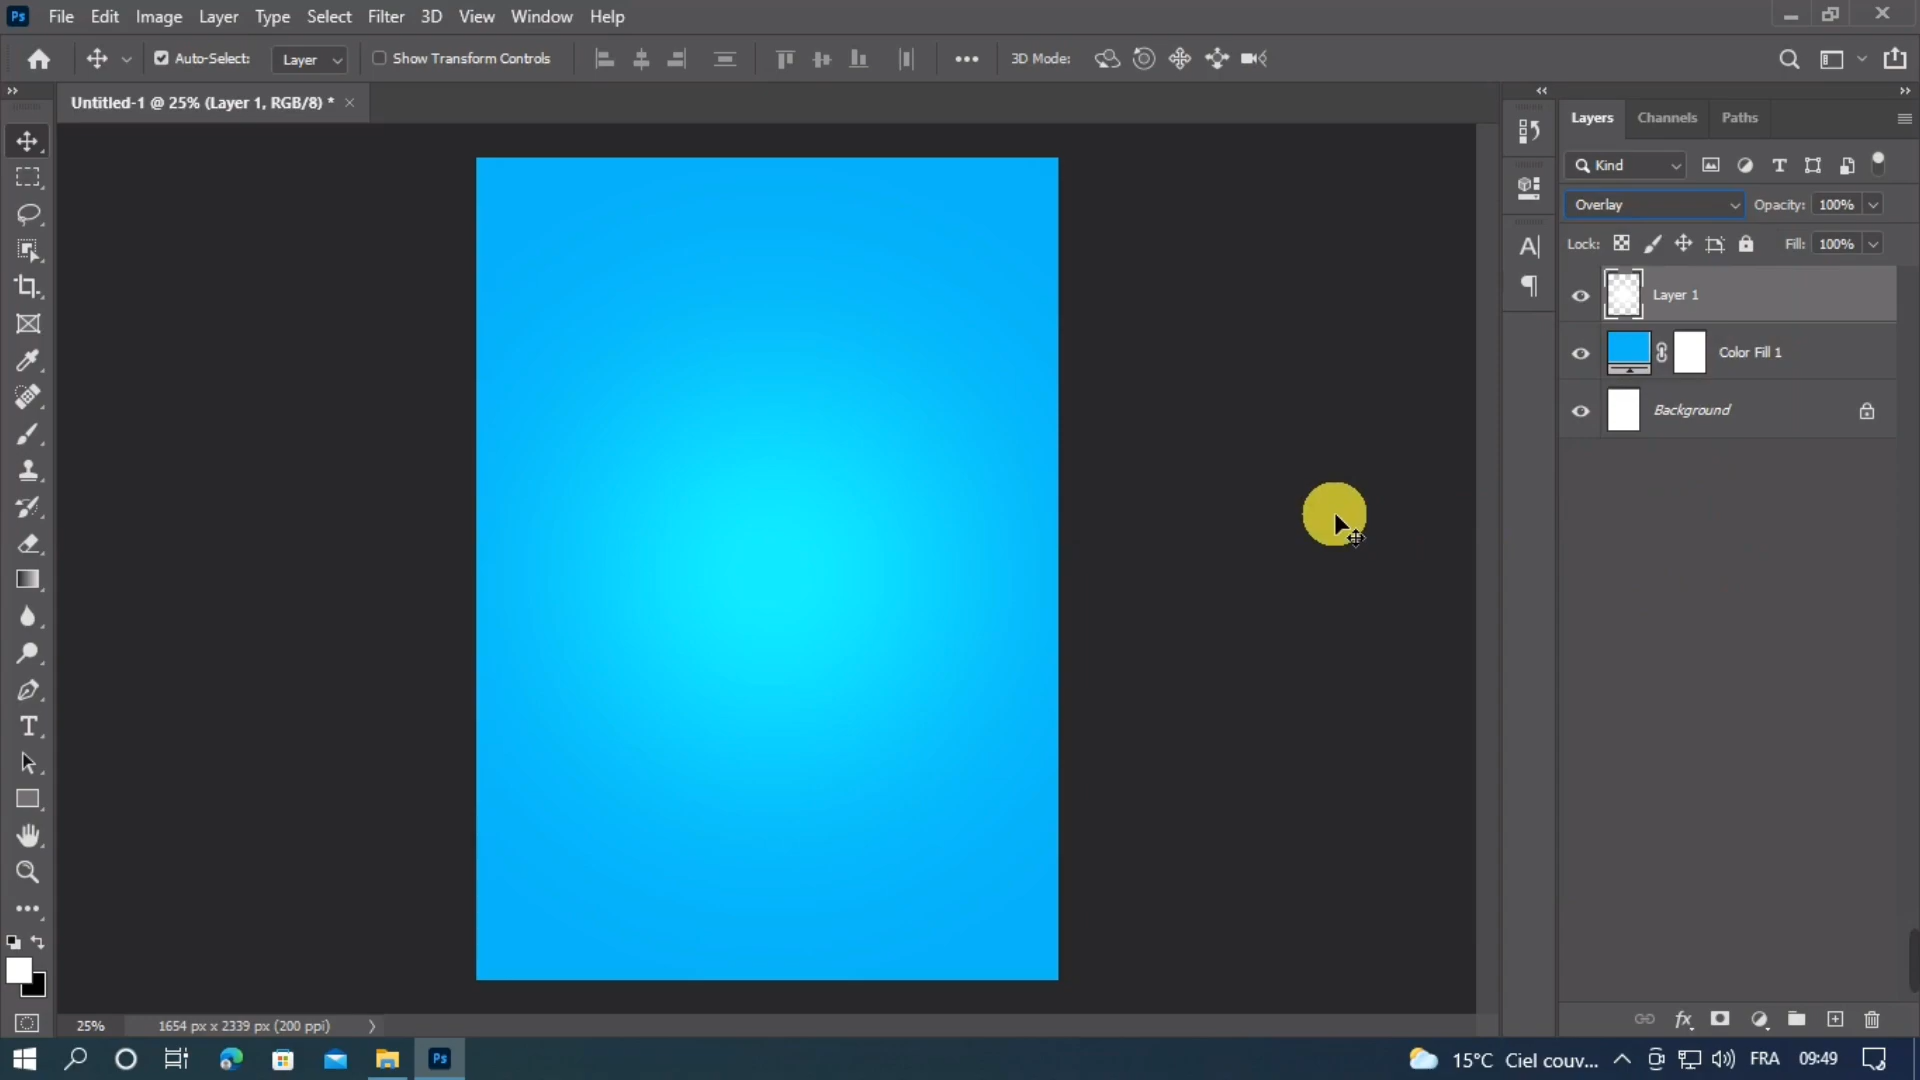 Ps File Edit Image Layer Type Select Filter 3D View Window Help
Auto-Select: Layer Show Transform Controls 3D Mode:
Untitled-1 @ 25% (Layer 1, RGB/8) *
Layers Channels Paths
Kind
Overlay Opacity: 100%
Lock: Fill: 100%
Layer 1
Color Fill 1
Background
25% 1654 px x 2339 px (200 ppi)
Ps 15°C Ciel couv... FRA 09:49